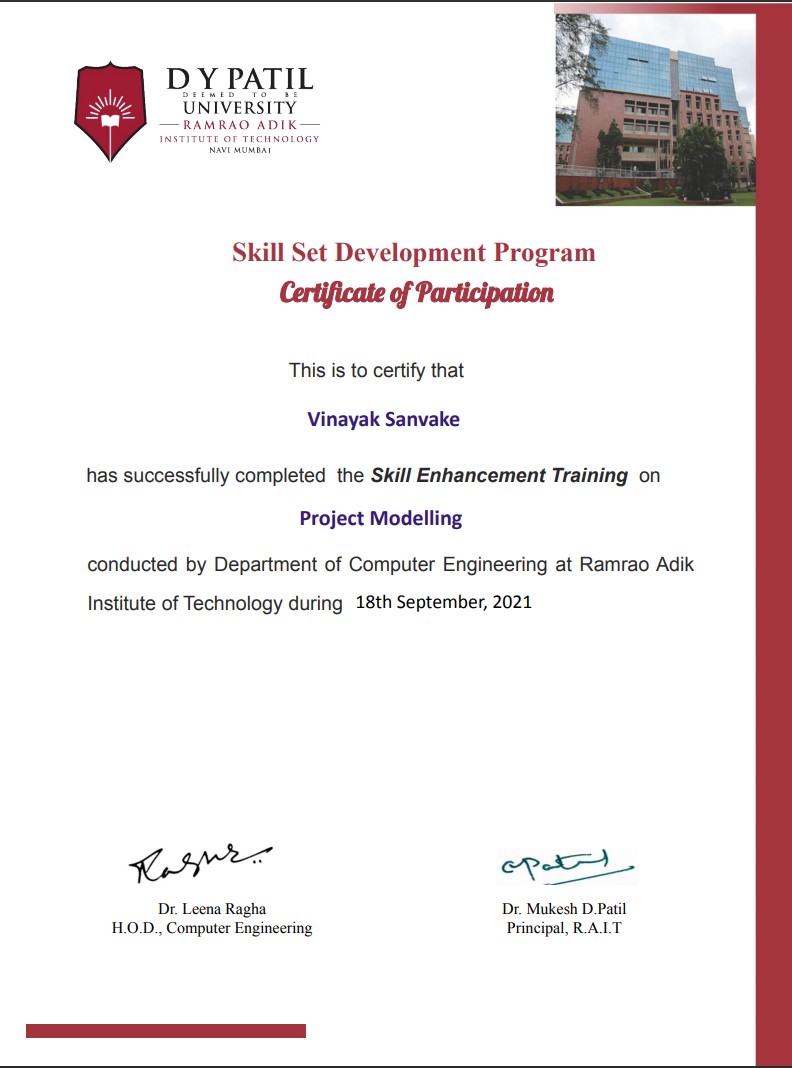 D Y PATIL
DEEMED TO BE
UNIVERSITY
RAMRAO ADIK
INSTITUTE OF TECHNOLOGY
NAVI MUMBAI
Skill Set Development Program
Certificate of Participation
This is to certify that
Vinayak Sanvake
has successfully completed the Skill Enhancement Training on
Project Modelling
conducted by Department of Computer Engineering at Ramrao Adik
Institute of Technology during 18th September, 2021
Dr. Leena Ragha
H.O.D., Computer Engineering
Dr. Mukesh D.Patil
Principal, R.A.I.T